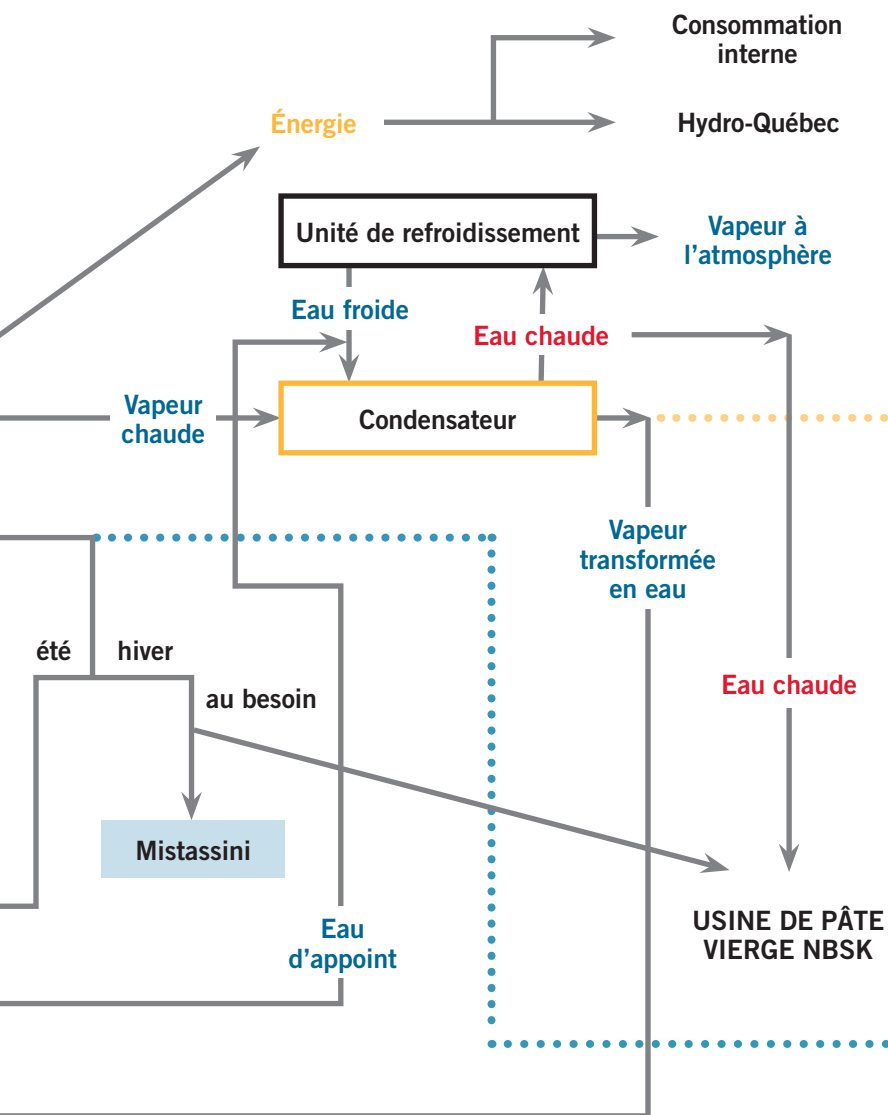 Consommation
interne
Énergie
Hydro-Québec
Unité de refroidissement
Vapeur à
l’atmosphère
Eau froide
Eau chaude
Vapeur
chaude
Condensateur
Vapeur
transformée
en eau
été
hiver
au besoin
Eau chaude
Mistassini
Eau
d’appoint
USINE DE PÂTE
VIERGE NBSK